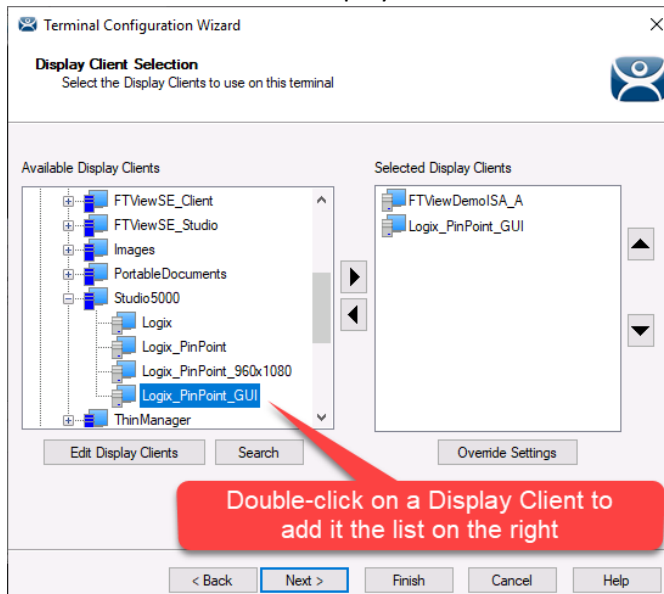 Terminal Configuration Wizard
Display Client Selection
Select the Display Clients to use on this terminal
Available Display Clients
FTViewSE_Client
FTViewSE_Studio
Images
PortableDocuments
Studio5000
Logix
Logix_PinPoint
Logix_PinPoint_960x1080
Logix_PinPoint_GUI
ThinManager
Selected Display Clients
FTViewDemoISA_A
Logix_PinPoint_GUI
Edit Display Clients
Search
Override Settings
Double-click on a Display Client to
add it the list on the right
< Back
Next >
Finish
Cancel
Help